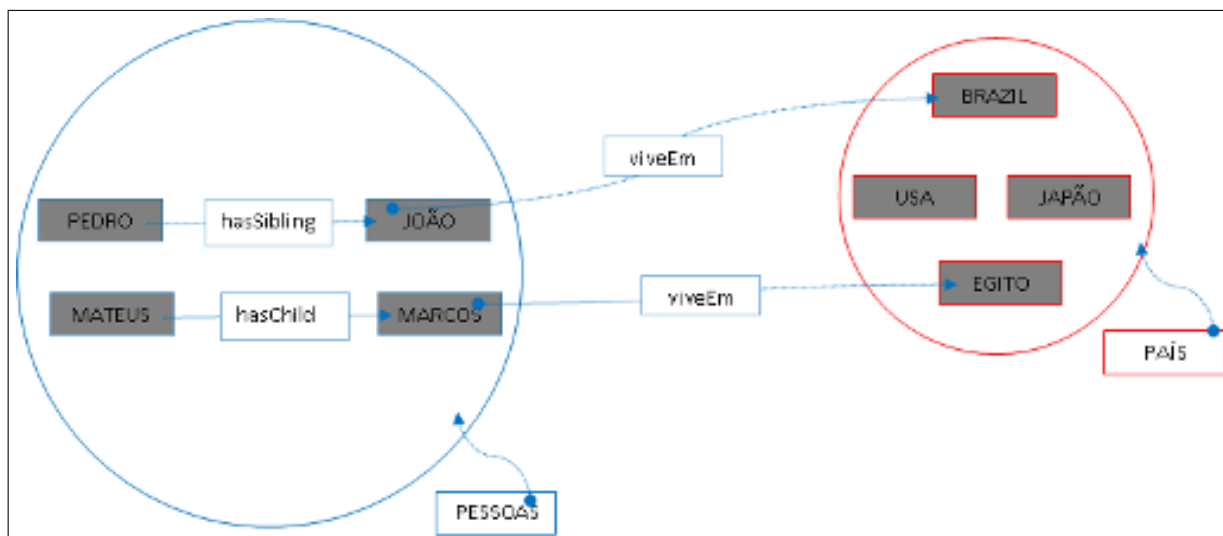 BRAZIL
viveEm
USA
JAPÃO
PEDRO
hasSibling
JOÃO
EGITO
viveEm
MATEUS
hasChild
MARCOS
PAÍS
PESSOAS